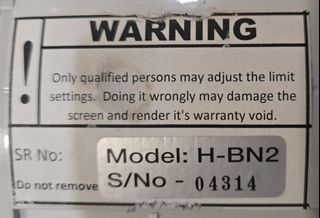 !
WARNING
Only qualified persons may adjust the limit
settings. Doing it wrongly may damage the
screen and render it's warranty void.
SR No:
Model: H-BN2
Do not remove
S/No - 04314